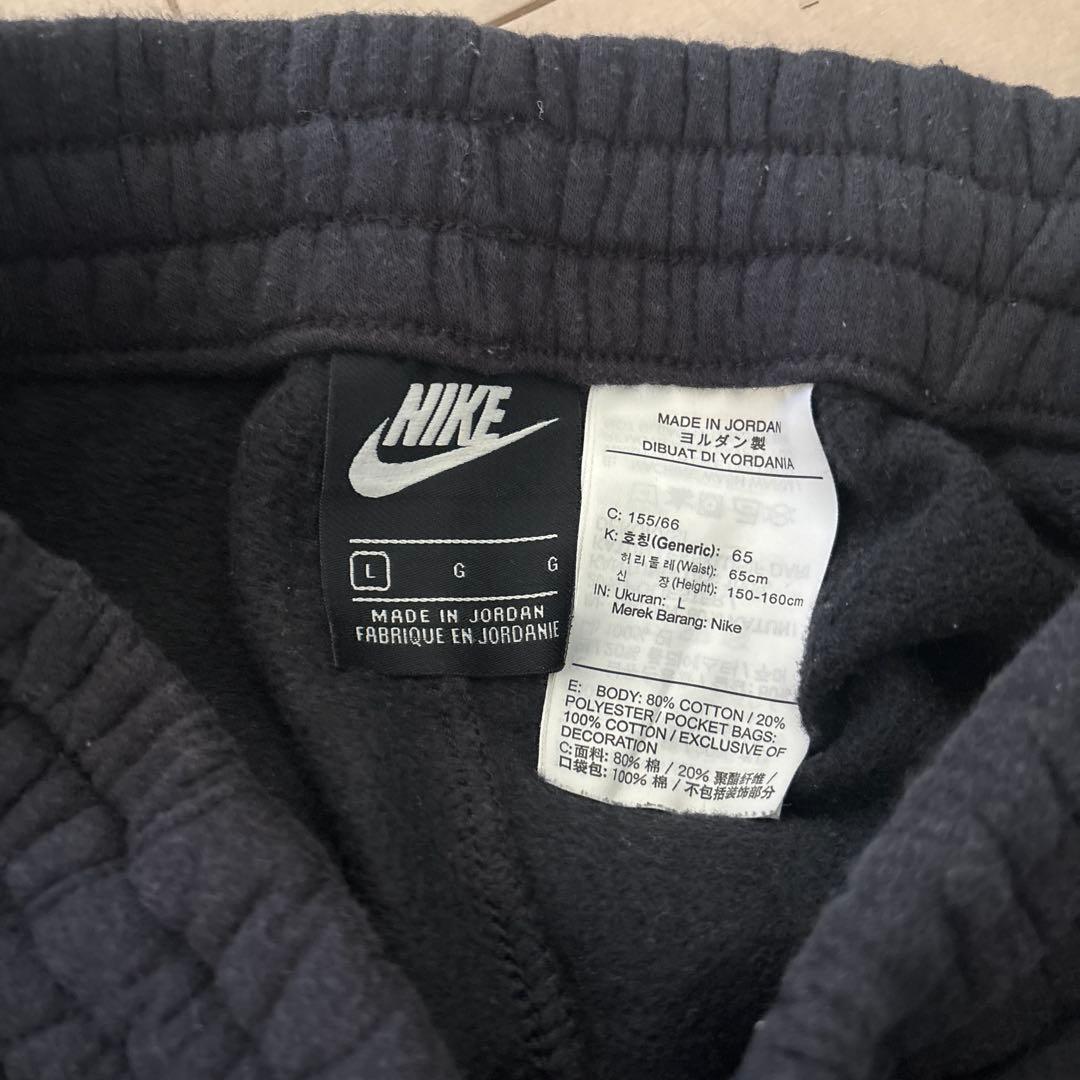 NIKE
L G G
MADE IN JORDAN
FABRIQUE EN JORDANIE
MADE IN JORDAN
ヨルダン製
DIBUAT DI YORDANIA
C: 155/66
K: 호칭(Generic): 65
허리둘레(Waist): 65cm
신 장(Height): 150-160cm
IN: Ukuran: L
Merek Barang: Nike
E: BODY: 80% COTTON / 20%
POLYESTER / POCKET BAGS:
100% COTTON / EXCLUSIVE OF
DECORATION
C:面料: 80% 棉 / 20% 聚酯纤维 /
口袋包: 100% 棉 / 不包括装饰部分